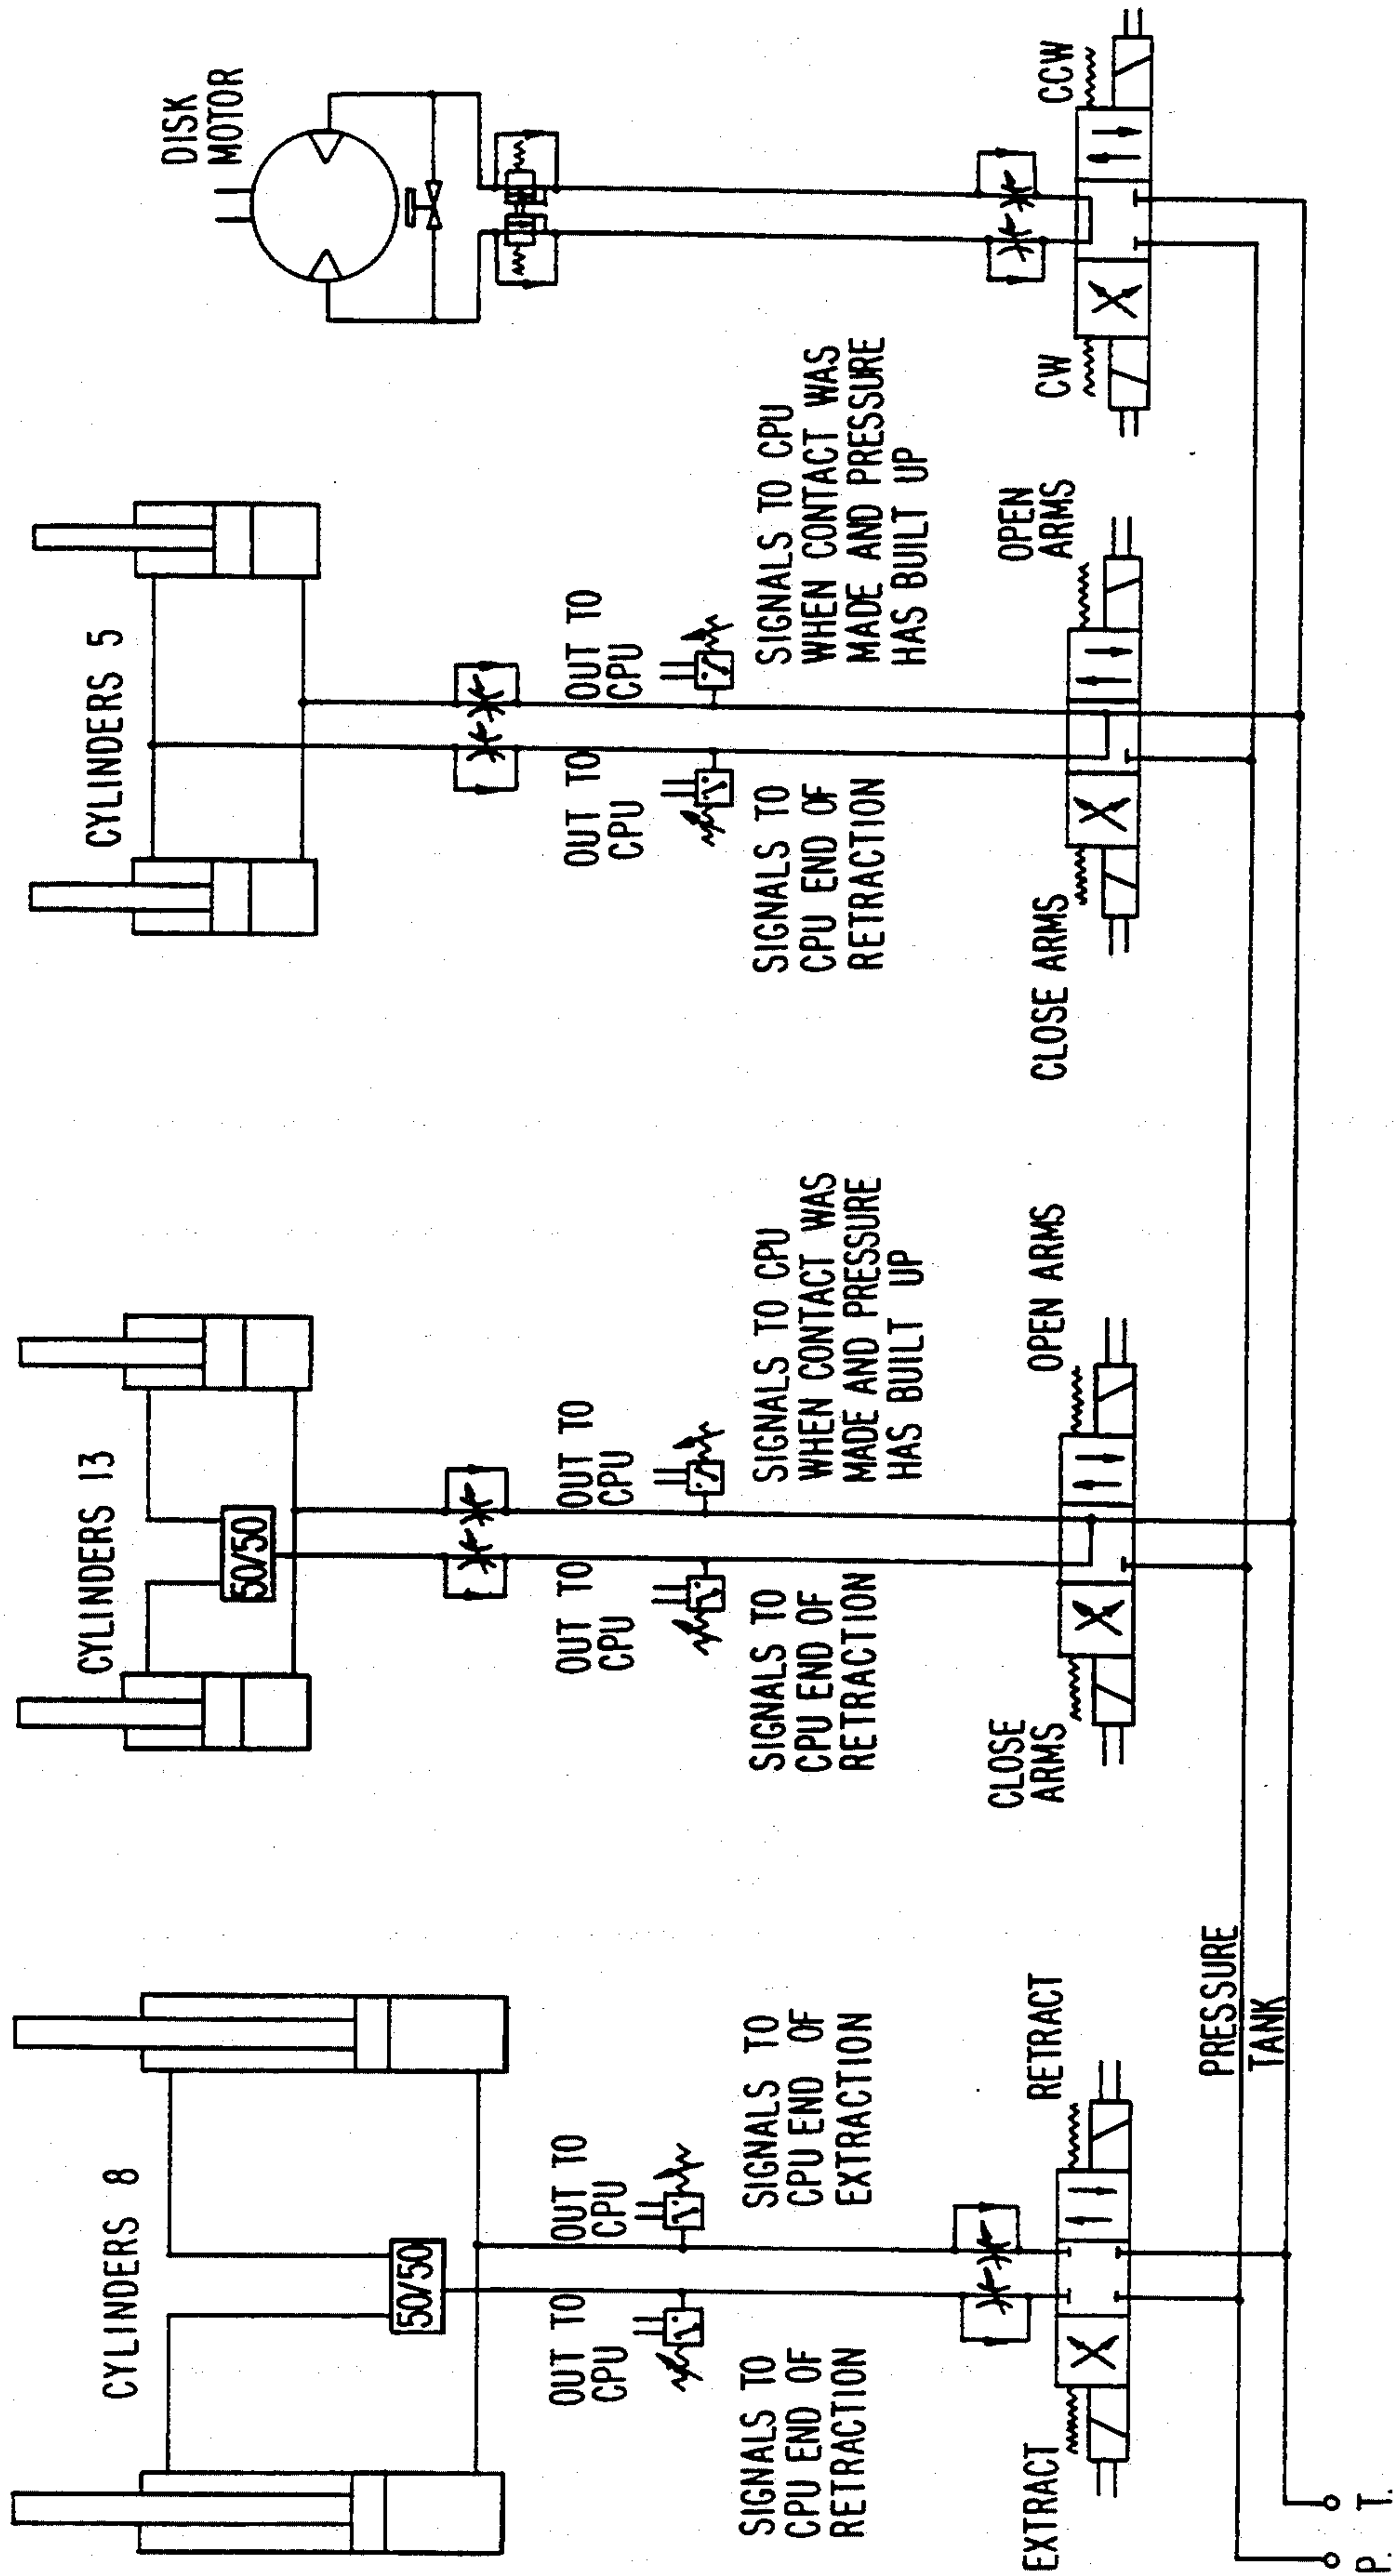 CYLINDERS 8
50/50
OUT TO
CPU
OUT TO
CPU
SIGNALS TO
CPU END OF
RETRACTION
SIGNALS TO
CPU END OF
EXTRACTION
EXTRACT
RETRACT
CYLINDERS 13
50/50
OUT TO
CPU
OUT TO
CPU
SIGNALS TO
CPU END OF
RETRACTION
SIGNALS TO CPU
WHEN CONTACT WAS
MADE AND PRESSURE
HAS BUILT UP
CLOSE
ARMS
OPEN ARMS
CYLINDERS 5
OUT TO
CPU
OUT TO
CPU
SIGNALS TO
CPU END OF
RETRACTION
SIGNALS TO CPU
WHEN CONTACT WAS
MADE AND PRESSURE
HAS BUILT UP
CLOSE ARMS
OPEN
ARMS
DISK
MOTOR
CW
CCW
PRESSURE
TANK
P.
T.